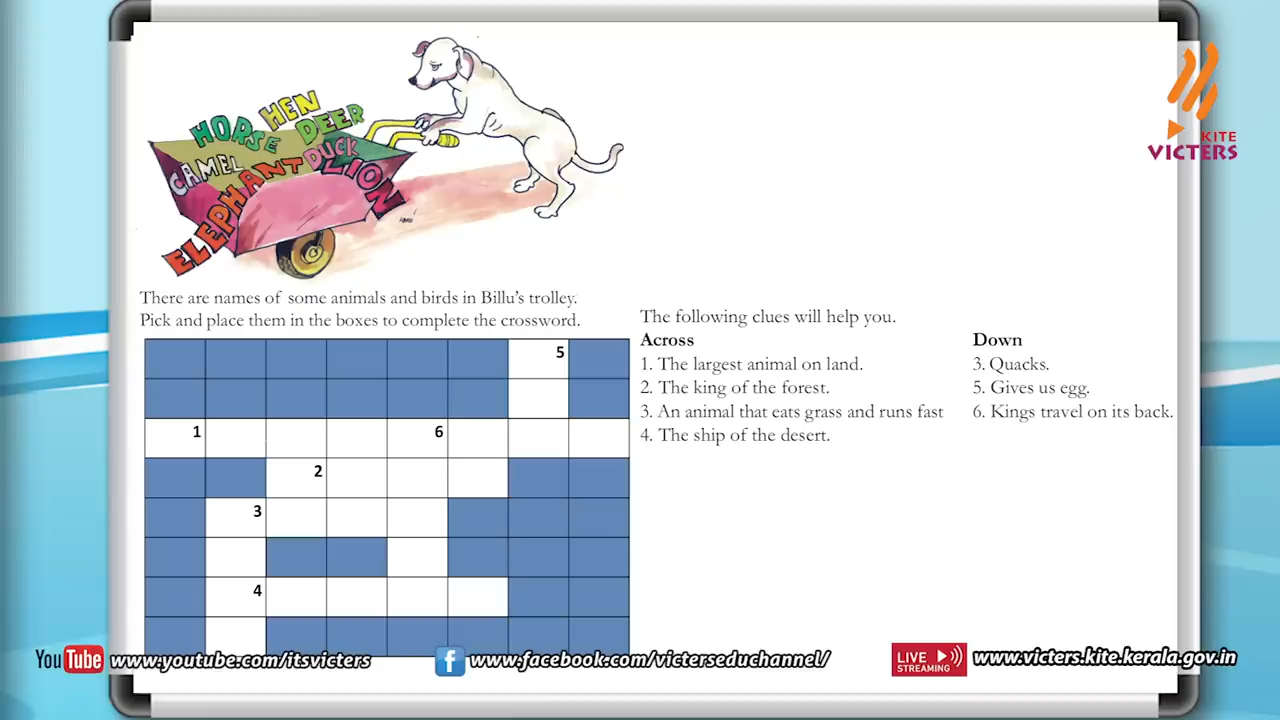 HEN
HORSE DEER
CAMEL DUCK
ELEPHANT LION
KITE
VICTERS
There are names of some animals and birds in Billu's trolley.
Pick and place them in the boxes to complete the crossword.
The following clues will help you.
Across
1. The largest animal on land.
2. The king of the forest.
3. An animal that eats grass and runs fast
4. The ship of the desert.
Down
3. Quacks.
5. Gives us egg.
6. Kings travel on its back.
5
1 6
2
3
4
YouTube www.youtube.com/itsvicters
f www.facebook.com/victerseduchannel/
LIVE
STREAMING
www.victers.kite.kerala.gov.in